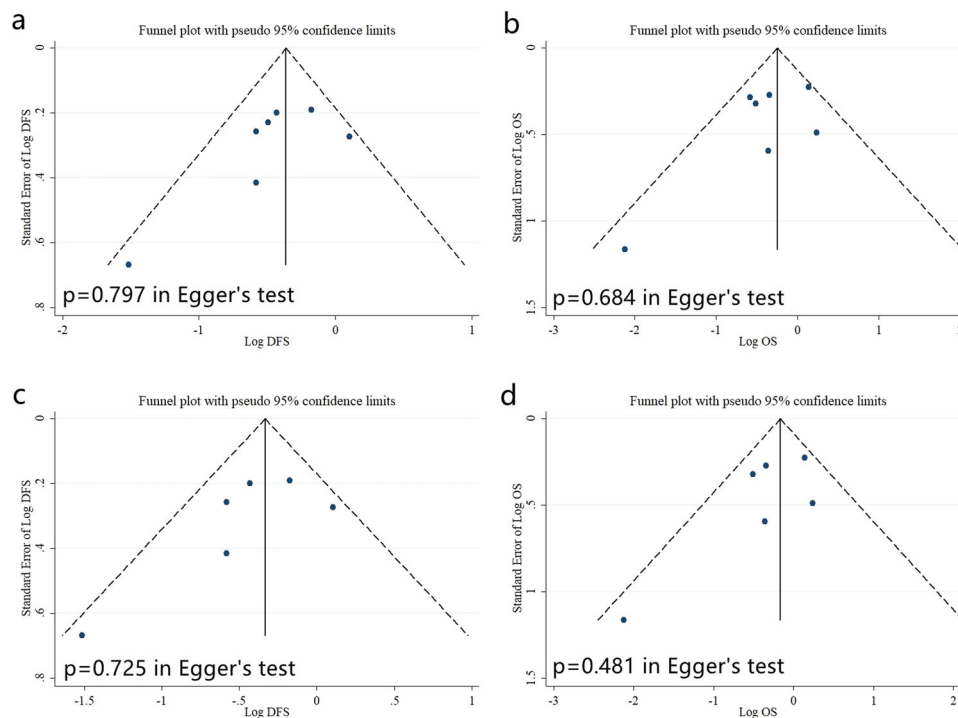 a
Funnel plot with pseudo 95% confidence limits
Standard Error of Log DFS
0
.2
.4
.6
.8
p=0.797 in Egger's test
-2
-1
0
1
Log DFS
b
Funnel plot with pseudo 95% confidence limits
Standard Error of Log OS
0
.5
1
1.5
p=0.684 in Egger's test
-3
-2
-1
0
1
2
Log OS
c
Funnel plot with pseudo 95% confidence limits
Standard Error of Log DFS
0
.2
.4
.6
.8
p=0.725 in Egger's test
-1.5
-1
-.5
0
.5
1
Log DFS
d
Funnel plot with pseudo 95% confidence limits
Standard Error of Log OS
0
.5
1
1.5
p=0.481 in Egger's test
-3
-2
-1
0
1
2
Log OS